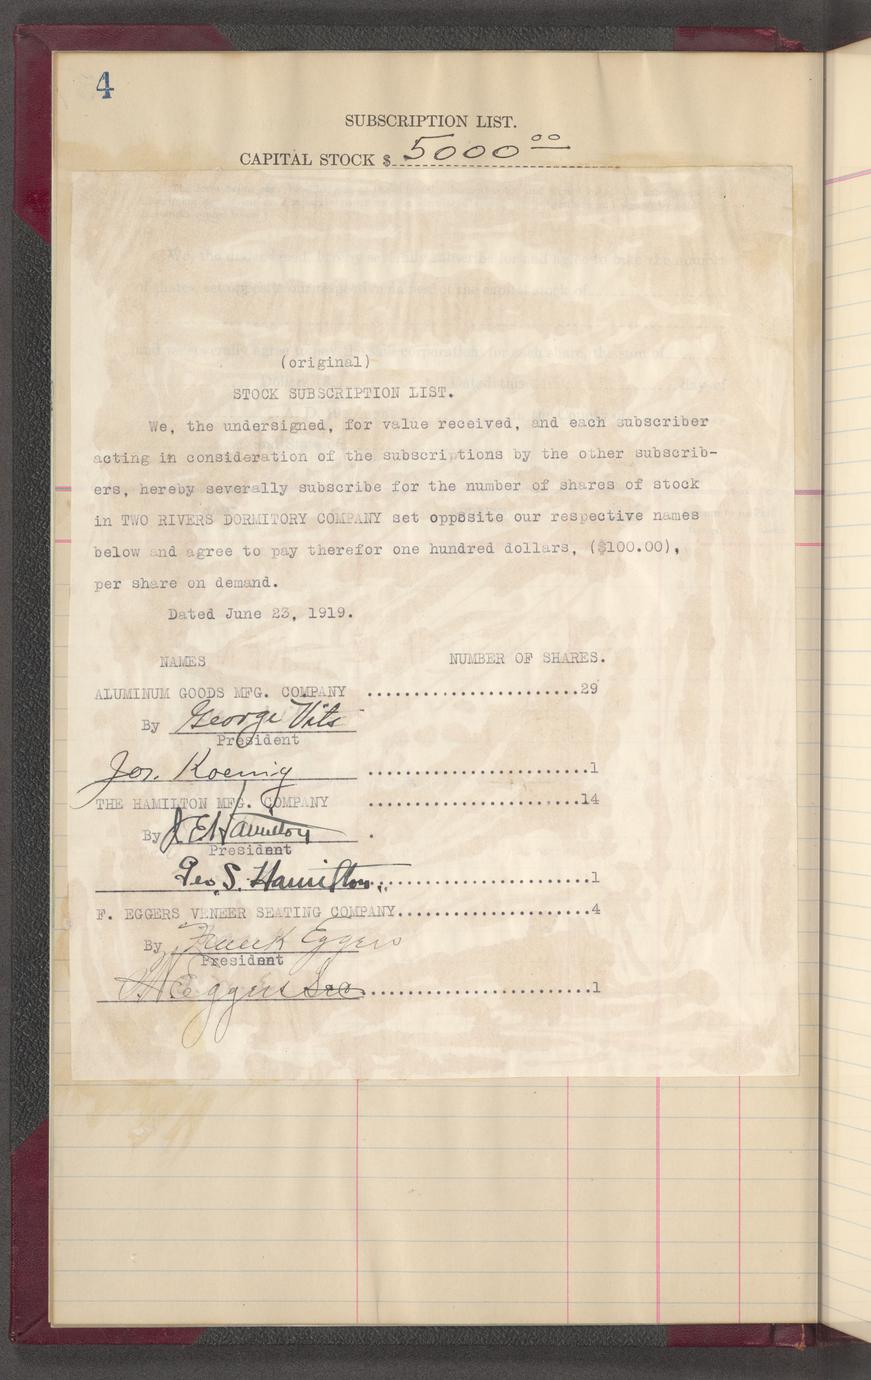 4
SUBSCRIPTION LIST.
CAPITAL STOCK $ 5000 00
(original)
STOCK SUBSCRIPTION LIST.
We, the undersigned, for value received, and each subscriber
acting in consideration of the subscriptions by the other subscrib-
ers, hereby severally subscribe for the number of shares of stock
in TWO RIVERS DORMITORY COMPANY set opposite our respective names
below and agree to pay therefor one hundred dollars, ($100.00),
per share on demand.
Dated June 23, 1919.
NAMES NUMBER OF SHARES.
ALUMINUM GOODS MFG. COMPANY ........................29
By George Vits
President
Jos. Koenig ........................1
THE HAMILTON MFG. COMPANY ........................14
By J E Hamilton .
President
Geo. S. Hamilton ........................1
F. EGGERS VENEER SEATING COMPANY.....................4
By Frank Eggers
President
Eggers Sec ........................1